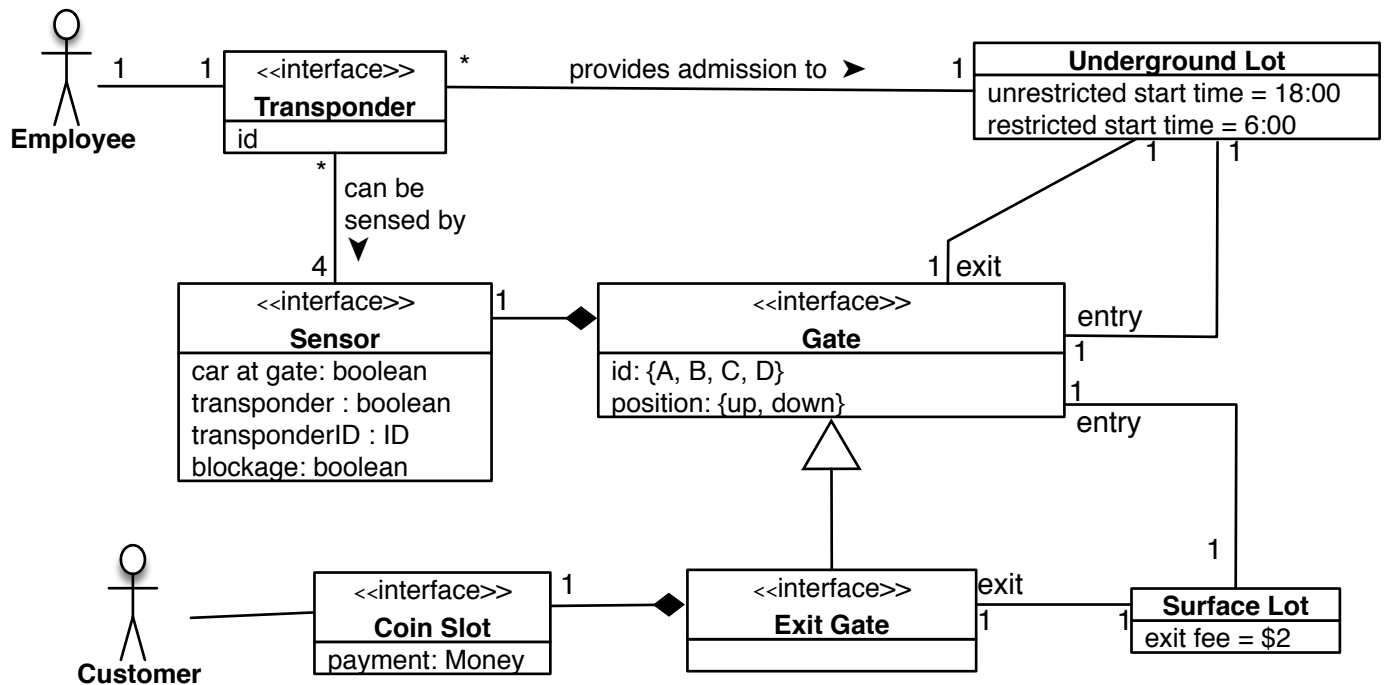 1
1
<<interface>>
Transponder
id
*
provides admission to ➤
1
Underground Lot
unrestricted start time = 18:00
restricted start time = 6:00
Employee
*
can be
sensed by
1
1
4
1 exit
<<interface>>
Sensor
car at gate: boolean
transponder : boolean
transponderID : ID
blockage: boolean
1
<<interface>>
Gate
id: {A, B, C, D}
position: {up, down}
entry
1
1
entry
1
<<interface>>
Coin Slot
payment: Money
1
<<interface>>
Exit Gate
exit
1
1
Surface Lot
exit fee = $2
Customer